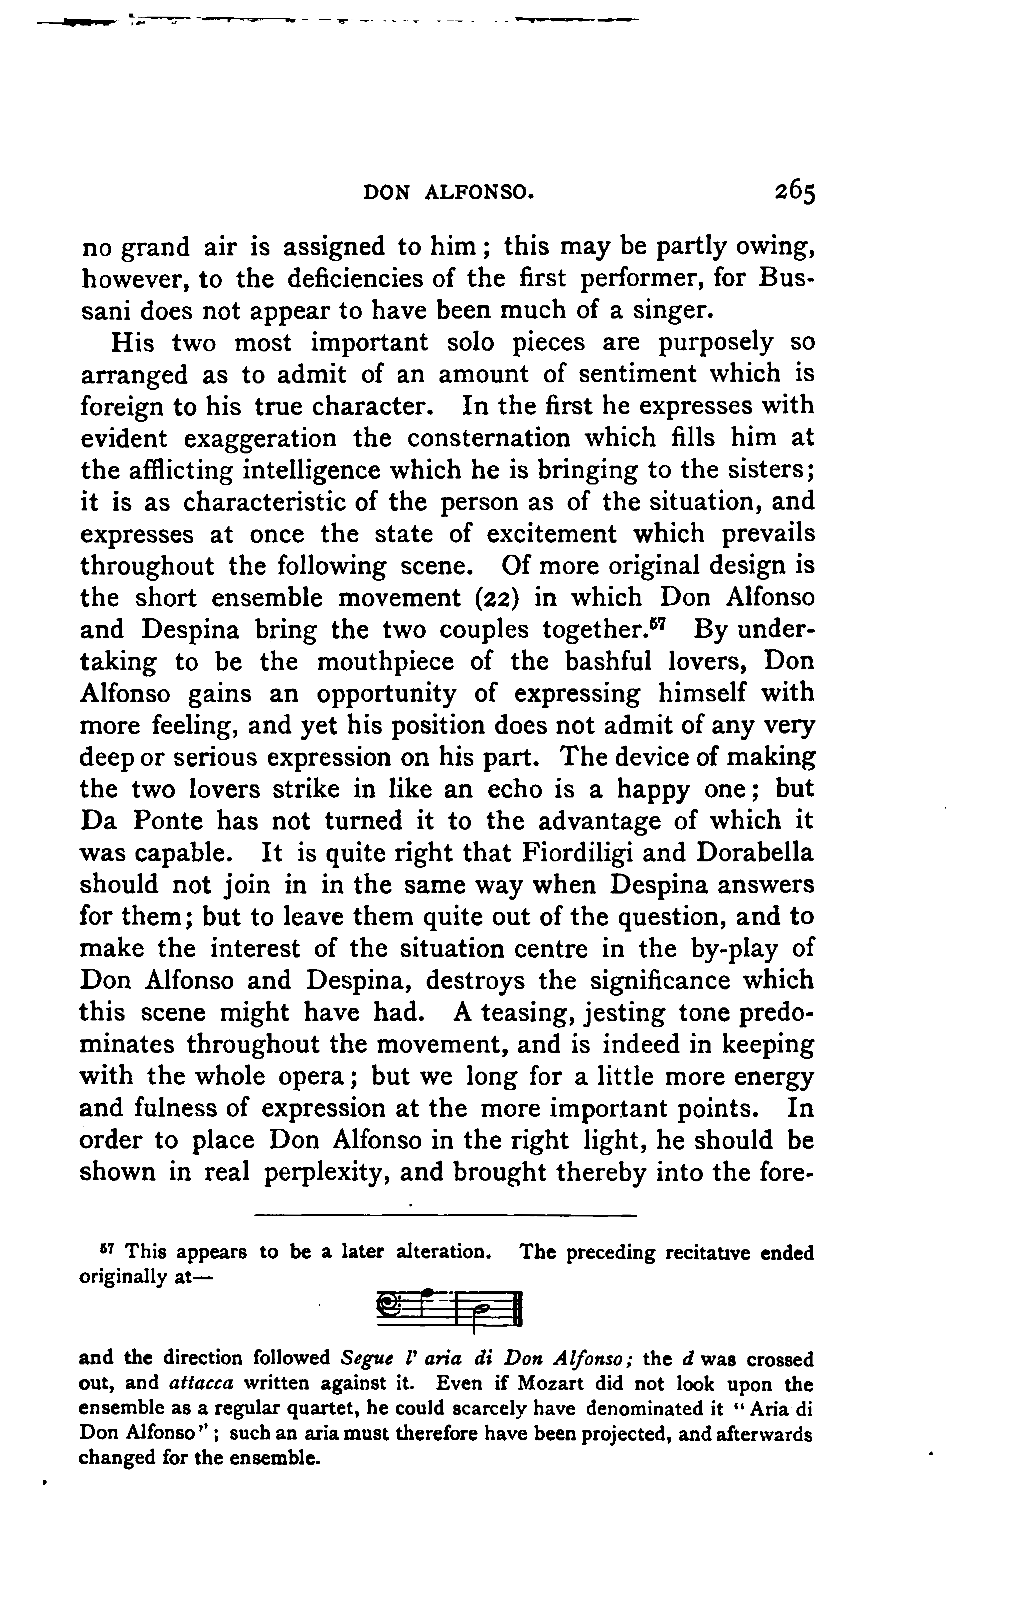 DON ALFONSO. 265
no grand air is assigned to him; this may be partly owing,
however, to the deficiencies of the first performer, for Bus-
sani does not appear to have been much of a singer.
His two most important solo pieces are purposely so
arranged as to admit of an amount of sentiment which is
foreign to his true character. In the first he expresses with
evident exaggeration the consternation which fills him at
the afflicting intelligence which he is bringing to the sisters;
it is as characteristic of the person as of the situation, and
expresses at once the state of excitement which prevails
throughout the following scene. Of more original design is
the short ensemble movement (22) in which Don Alfonso
and Despina bring the two couples together.⁵⁷ By under-
taking to be the mouthpiece of the bashful lovers, Don
Alfonso gains an opportunity of expressing himself with
more feeling, and yet his position does not admit of any very
deep or serious expression on his part. The device of making
the two lovers strike in like an echo is a happy one; but
Da Ponte has not turned it to the advantage of which it
was capable. It is quite right that Fiordiligi and Dorabella
should not join in in the same way when Despina answers
for them; but to leave them quite out of the question, and to
make the interest of the situation centre in the by-play of
Don Alfonso and Despina, destroys the significance which
this scene might have had. A teasing, jesting tone predo-
minates throughout the movement, and is indeed in keeping
with the whole opera; but we long for a little more energy
and fulness of expression at the more important points. In
order to place Don Alfonso in the right light, he should be
shown in real perplexity, and brought thereby into the fore-
⁵⁷ This appears to be a later alteration. The preceding recitative ended
originally at—
and the direction followed Segue l' aria di Don Alfonso; the d was crossed
out, and attacca written against it. Even if Mozart did not look upon the
ensemble as a regular quartet, he could scarcely have denominated it "Aria di
Don Alfonso"; such an aria must therefore have been projected, and afterwards
changed for the ensemble.